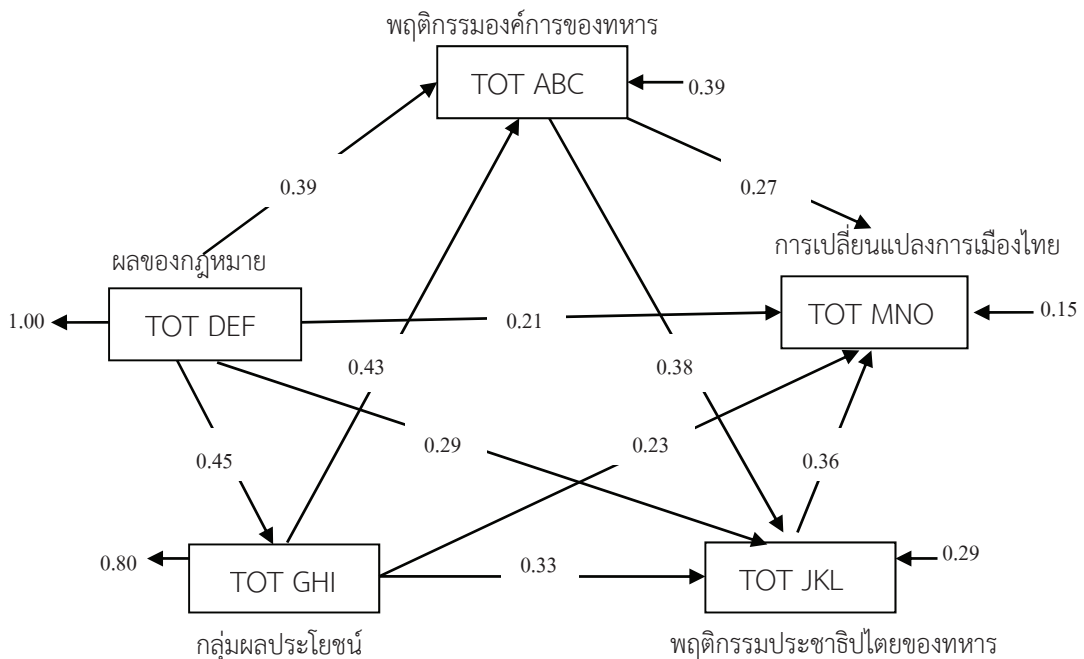 พฤติกรรมองค์การของทหาร
TOT ABC
0.39
0.39
0.27
ผลของกฎหมาย
การเปลี่ยนแปลงการเมืองไทย
1.00
TOT DEF
0.21
TOT MNO
0.15
0.43
0.38
0.45
0.29
0.23
0.36
0.80
TOT GHI
0.33
TOT JKL
0.29
กลุ่มผลประโยชน์
พฤติกรรมประชาธิปไตยของทหาร